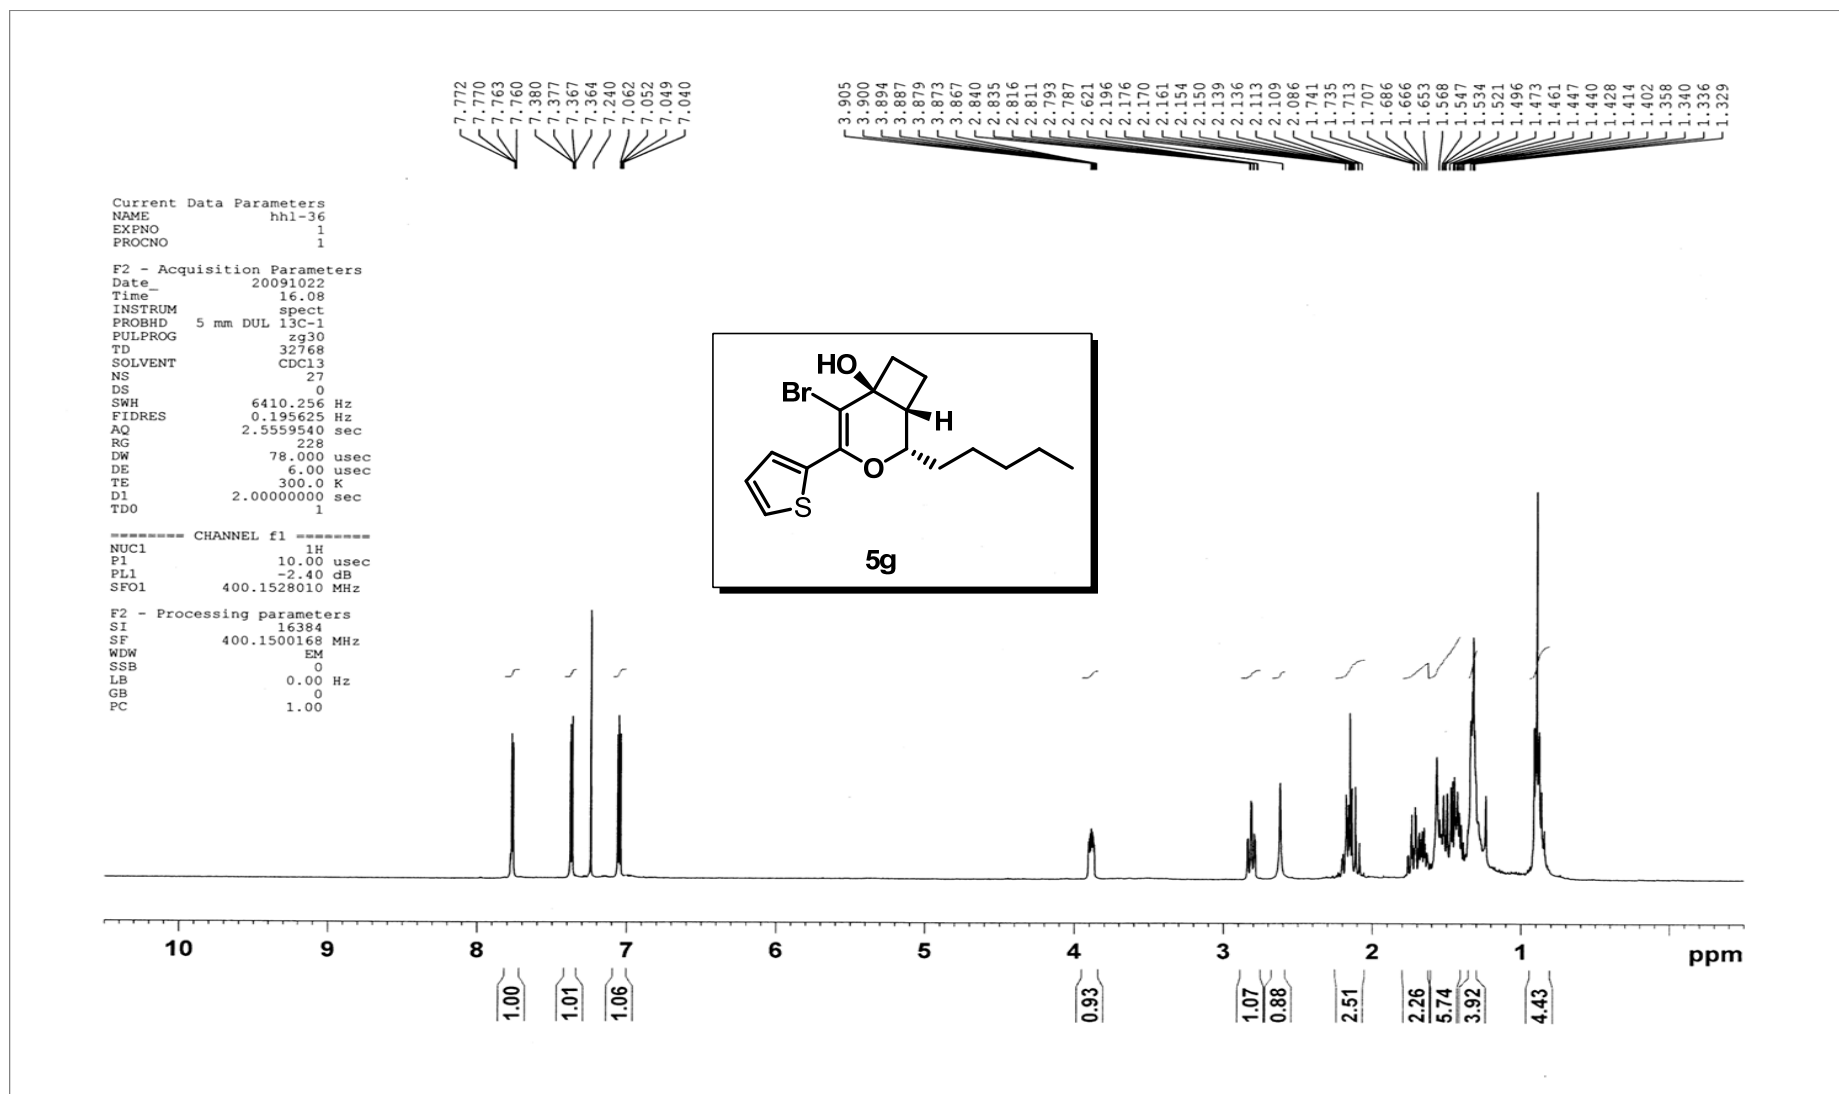 7.772
7.770
7.763
7.760
7.380
7.377
7.367
7.364
7.240
7.062
7.052
7.049
7.040
3.905
3.900
3.894
3.887
3.879
3.873
3.867
2.840
2.835
2.816
2.811
2.793
2.787
2.621
2.196
2.176
2.170
2.161
2.154
2.150
2.139
2.136
2.113
2.109
2.086
1.741
1.735
1.713
1.707
1.686
1.666
1.653
1.568
1.547
1.534
1.521
1.496
1.473
1.461
1.447
1.440
1.428
1.414
1.402
1.358
1.340
1.336
1.329
Current Data Parameters
NAME hhl-36
EXPNO 1
PROCNO 1
F2 - Acquisition Parameters
Date_ 20091022
Time 16.08
INSTRUM spect
PROBHD 5 mm DUL 13C-1
PULPROG zg30
TD 32768
SOLVENT CDCl3
NS 27
DS 0
SWH 6410.256 Hz
FIDRES 0.195625 Hz
AQ 2.5559540 sec
RG 228
DW 78.000 usec
DE 6.00 usec
TE 300.0 K
D1 2.00000000 sec
TD0 1
======== CHANNEL f1 ========
NUC1 1H
P1 10.00 usec
PL1 -2.40 dB
SFO1 400.1528010 MHz
F2 - Processing parameters
SI 16384
SF 400.1500168 MHz
WDW EM
SSB 0
LB 0.00 Hz
GB 0
PC 1.00
HO
Br
H
O
S
5g
10 9 8 7 6 5 4 3 2 1 ppm
1.00
1.01
1.06
0.93
1.07
0.88
2.51
2.26
5.74
3.92
4.43